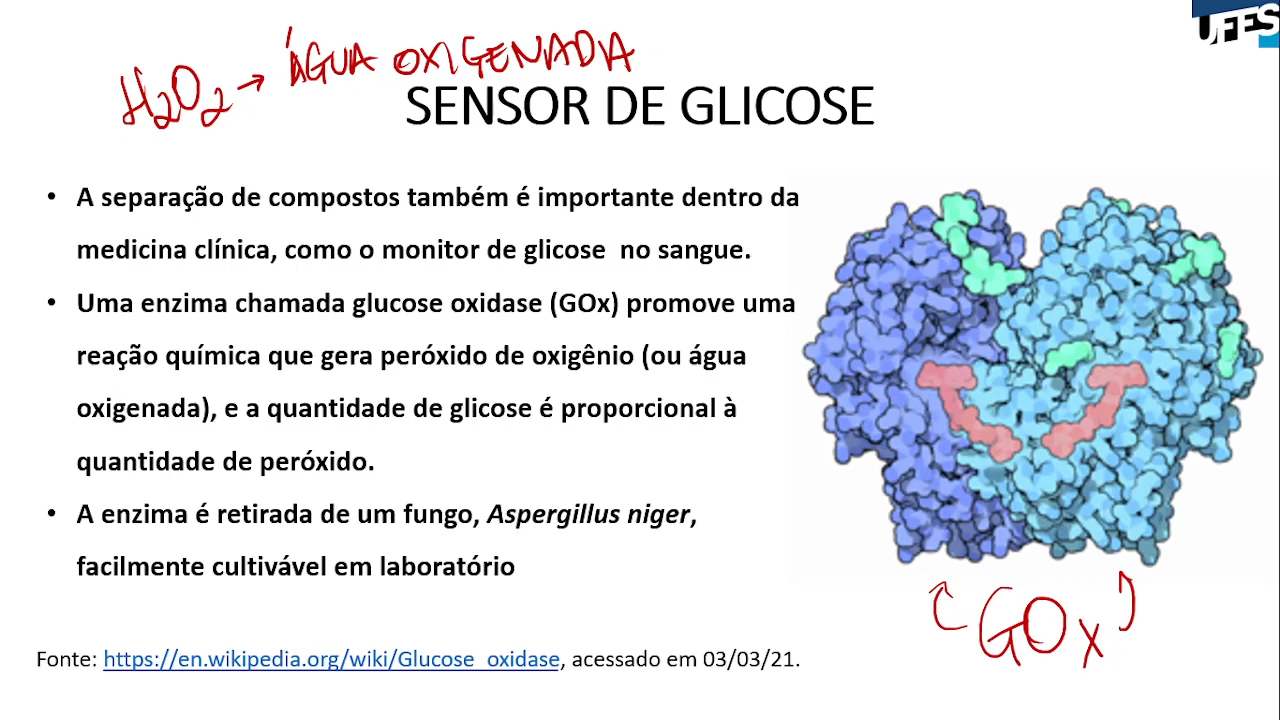 UFES
H2O2 → ÁGUA OXIGENADA
SENSOR DE GLICOSE
• A separação de compostos também é importante dentro da
medicina clínica, como o monitor de glicose no sangue.
• Uma enzima chamada glucose oxidase (GOx) promove uma
reação química que gera peróxido de oxigênio (ou água
oxigenada), e a quantidade de glicose é proporcional à
quantidade de peróxido.
• A enzima é retirada de um fungo, Aspergillus niger,
facilmente cultivável em laboratório
GOx
Fonte: https://en.wikipedia.org/wiki/Glucose_oxidase, acessado em 03/03/21.